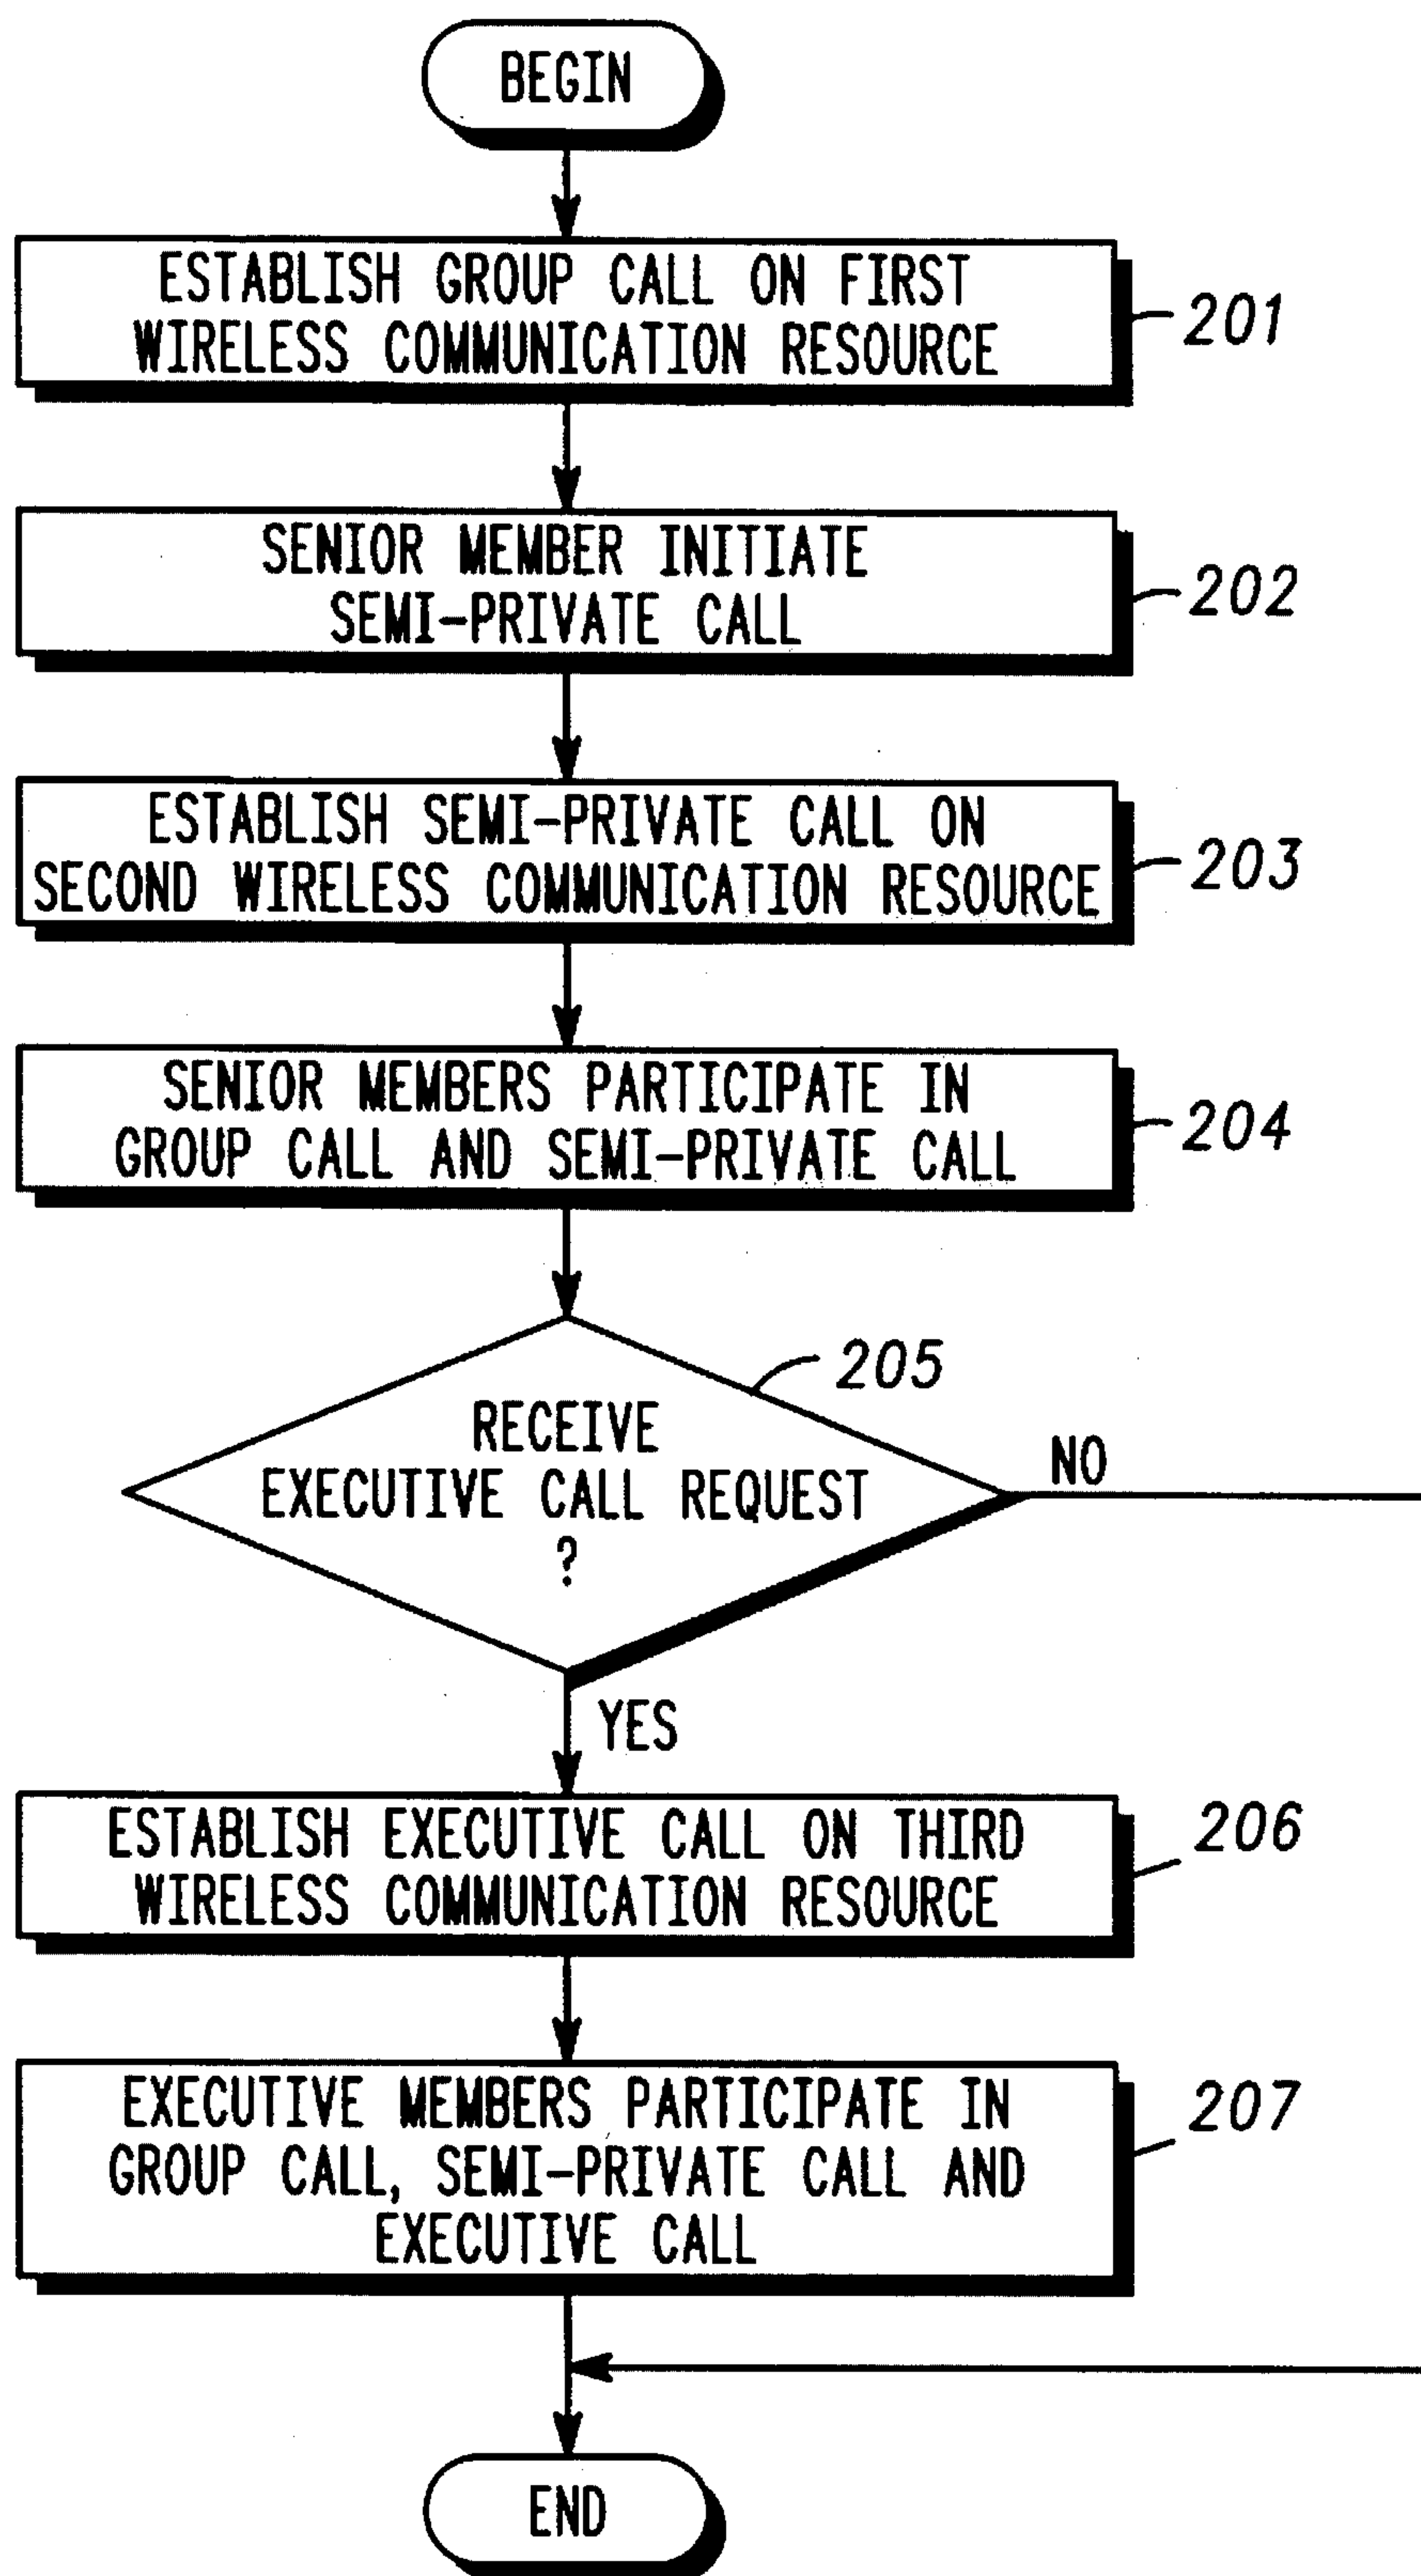 BEGIN
ESTABLISH GROUP CALL ON FIRST
WIRELESS COMMUNICATION RESOURCE
201
SENIOR MEMBER INITIATE
SEMI-PRIVATE CALL
202
ESTABLISH SEMI-PRIVATE CALL ON
SECOND WIRELESS COMMUNICATION RESOURCE
203
SENIOR MEMBERS PARTICIPATE IN
GROUP CALL AND SEMI-PRIVATE CALL
204
205
RECEIVE
EXECUTIVE CALL REQUEST
?
NO
YES
ESTABLISH EXECUTIVE CALL ON THIRD
WIRELESS COMMUNICATION RESOURCE
206
EXECUTIVE MEMBERS PARTICIPATE IN
GROUP CALL, SEMI-PRIVATE CALL AND
EXECUTIVE CALL
207
END